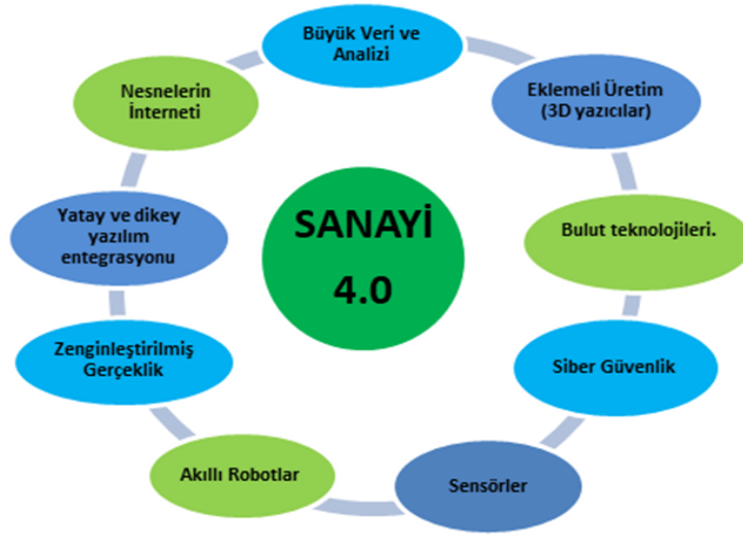 Büyük Veri ve
Analizi
Eklemeli Üretim
(3D yazıcılar)
Bulut teknolojileri.
Siber Güvenlik
Sensörler
Akıllı Robotlar
Zenginleştirilmiş
Gerçeklik
Yatay ve dikey
yazılım
entegrasyonu
Nesnelerin
İnterneti
SANAYİ
4.0